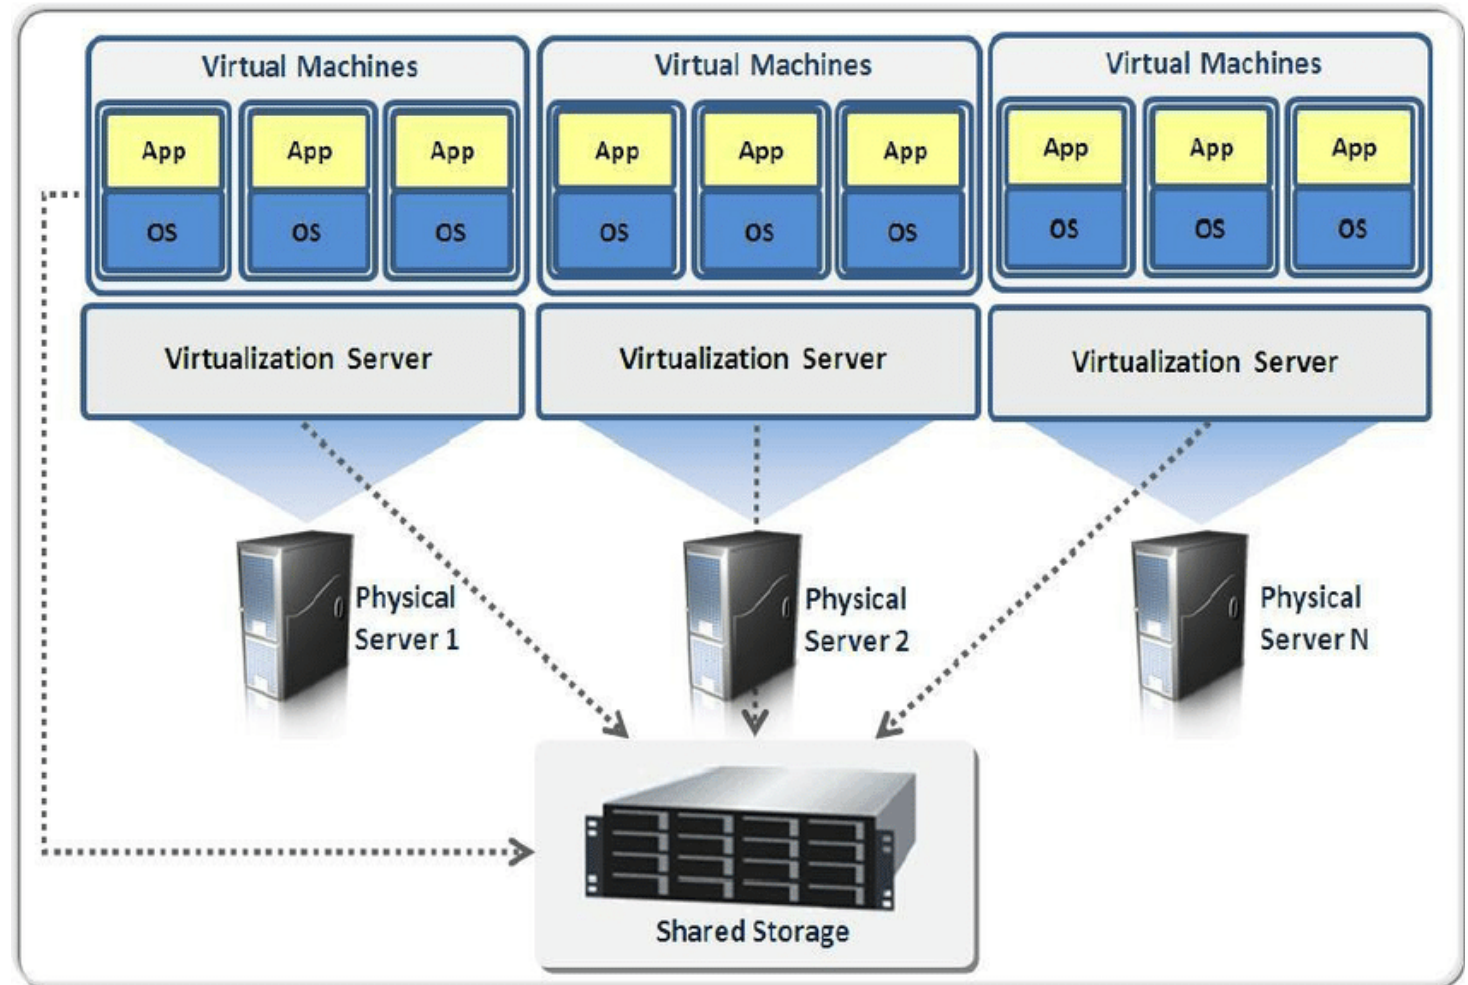 Virtual Machines
App App App
OS OS OS
Virtual Machines
App App App
OS OS OS
Virtual Machines
App App App
OS OS OS
Virtualization Server
Virtualization Server
Virtualization Server
Physical
Server 1
Physical
Server 2
Physical
Server N
Shared Storage